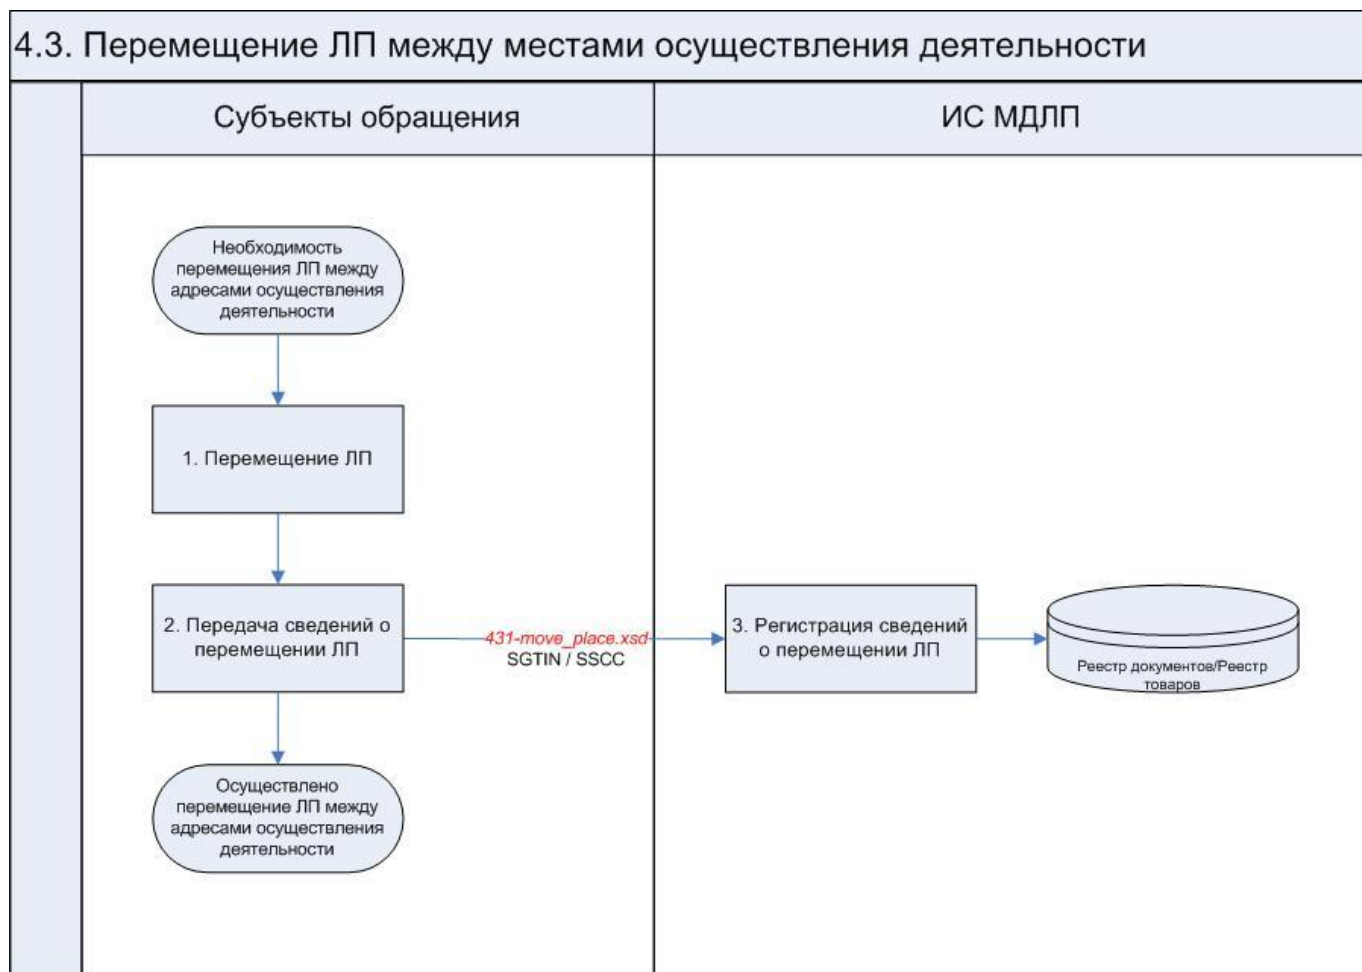 4.3. Перемещение ЛП между местами осуществления деятельности
Субъекты обращения
ИС МДЛП
Необходимость
перемещения ЛП между
адресами осуществления
деятельности
1. Перемещение ЛП
2. Передача сведений о
перемещении ЛП
431-move_place.xsd
SGTIN / SSCC
3. Регистрация сведений
о перемещении ЛП
Реестр документов/Реестр
товаров
Осуществлено
перемещение ЛП между
адресами осуществления
деятельности